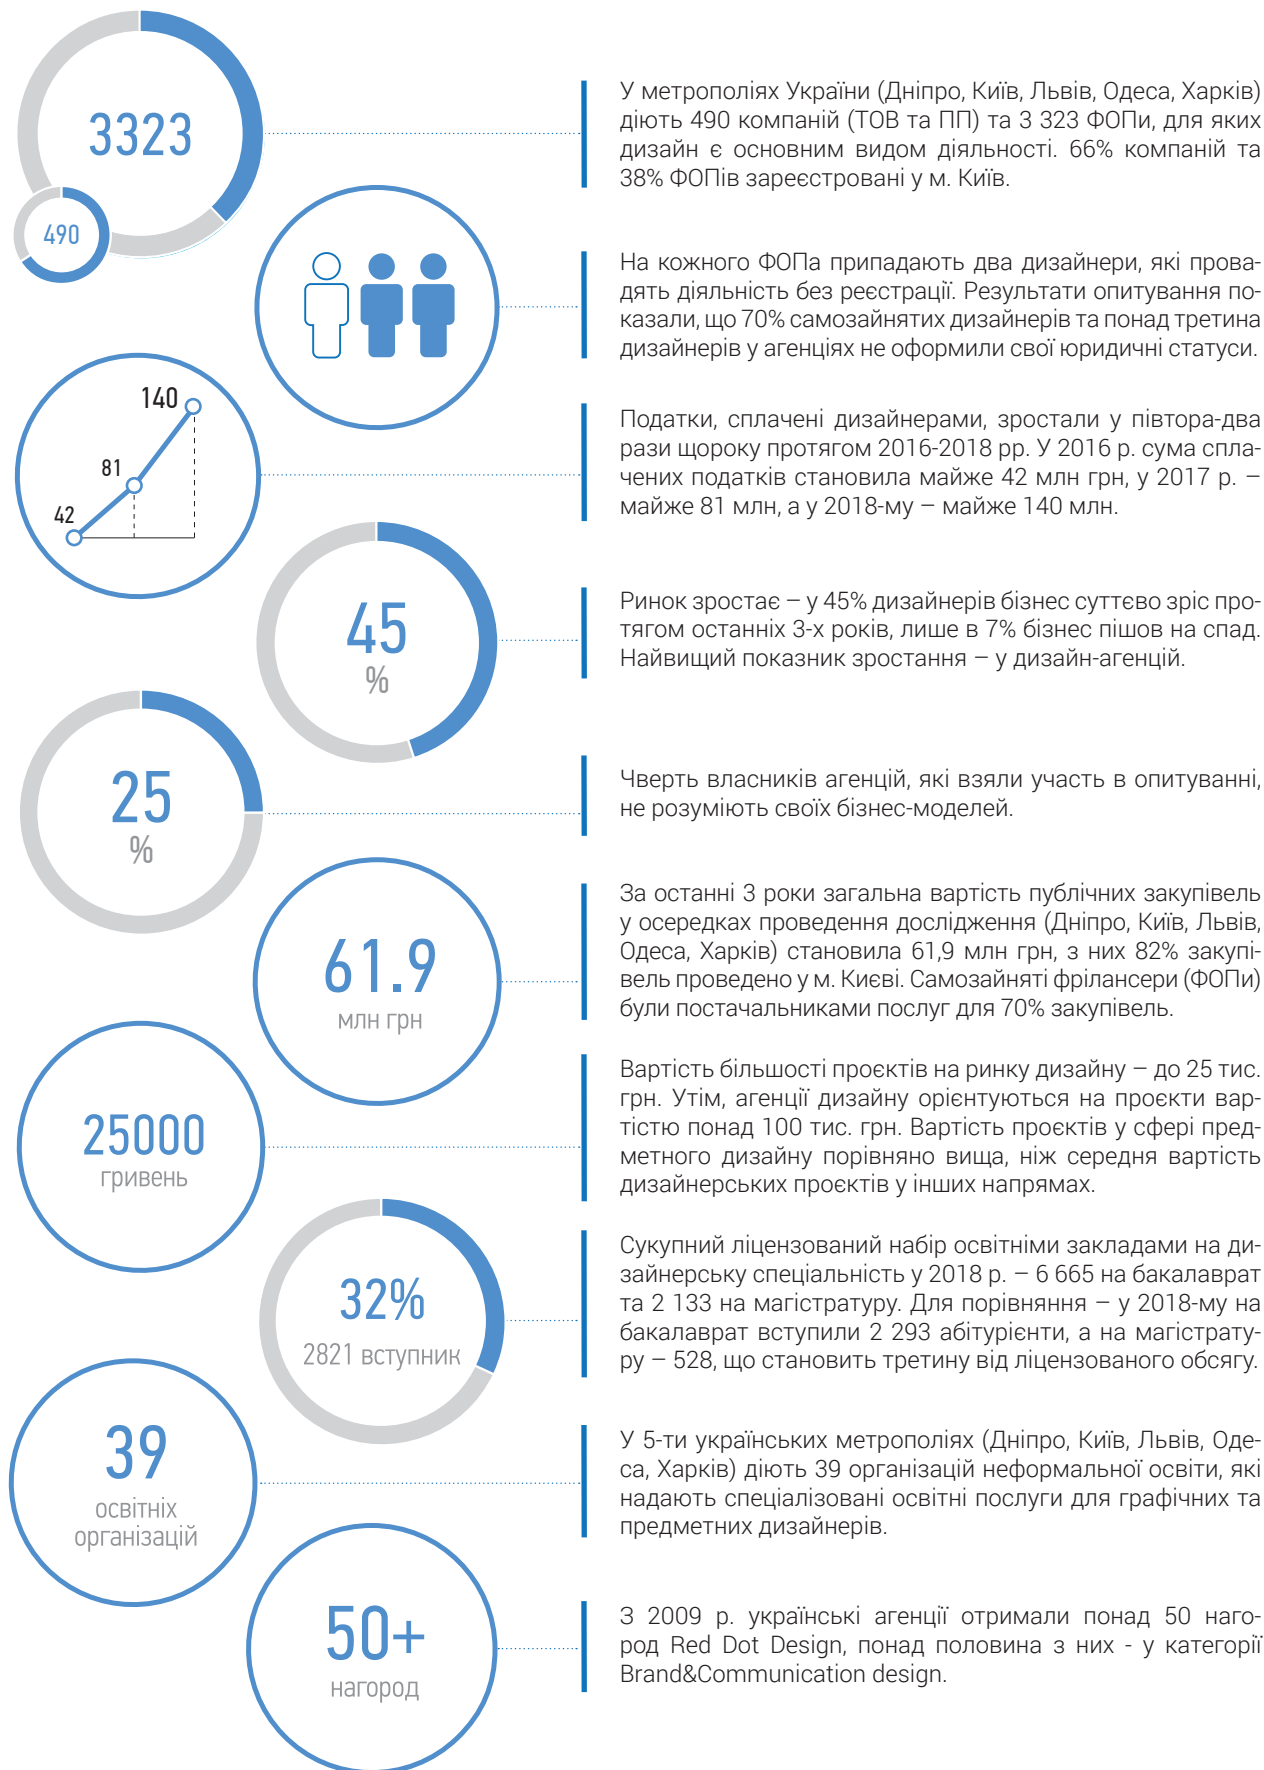 3323
490
У метрополіях України (Дніпро, Київ, Львів, Одеса, Харків)
діють 490 компаній (ТОВ та ПП) та 3 323 ФОПи, для яких
дизайн є основним видом діяльності. 66% компаній та
38% ФОПів зареєстровані у м. Київ.
На кожного ФОПа припадають два дизайнери, які прова-
дять діяльність без реєстрації. Результати опитування по-
казали, що 70% самозайнятих дизайнерів та понад третина
дизайнерів у агенціях не оформили свої юридичні статуси.
140
81
42
Податки, сплачені дизайнерами, зростали у півтора-два
рази щороку протягом 2016-2018 рр. У 2016 р. сума спла-
чених податків становила майже 42 млн грн, у 2017 р. –
майже 81 млн, а у 2018-му – майже 140 млн.
45
%
Ринок зростає – у 45% дизайнерів бізнес суттєво зріс про-
тягом останніх 3-х років, лише в 7% бізнес пішов на спад.
Найвищий показник зростання – у дизайн-агенцій.
25
%
Чверть власників агенцій, які взяли участь в опитуванні,
не розуміють своїх бізнес-моделей.
61.9
млн грн
За останні 3 роки загальна вартість публічних закупівель
у осередках проведення дослідження (Дніпро, Київ, Львів,
Одеса, Харків) становила 61,9 млн грн, з них 82% закупі-
вель проведено у м. Києві. Самозайняті фрілансери (ФОПи)
були постачальниками послуг для 70% закупівель.
25000
гривень
Вартість більшості проєктів на ринку дизайну – до 25 тис.
грн. Утім, агенції дизайну орієнтуються на проєкти вар-
тістю понад 100 тис. грн. Вартість проєктів у сфері пред-
метного дизайну порівняно вища, ніж середня вартість
дизайнерських проєктів у інших напрямах.
32%
2821 вступник
Сукупний ліцензований набір освітніми закладами на ди-
зайнерську спеціальність у 2018 р. – 6 665 на бакалаврат
та 2 133 на магістратуру. Для порівняння – у 2018-му на
бакалаврат вступили 2 293 абітурієнти, а на магістрату-
ру – 528, що становить третину від ліцензованого обсягу.
39
освітніх
організацій
У 5-ти українських метрополіях (Дніпро, Київ, Львів, Оде-
са, Харків) діють 39 організацій неформальної освіти, які
надають спеціалізовані освітні послуги для графічних та
предметних дизайнерів.
50+
нагород
З 2009 р. українські агенції отримали понад 50 наго-
род Red Dot Design, понад половина з них - у категорії
Brand&Communication design.